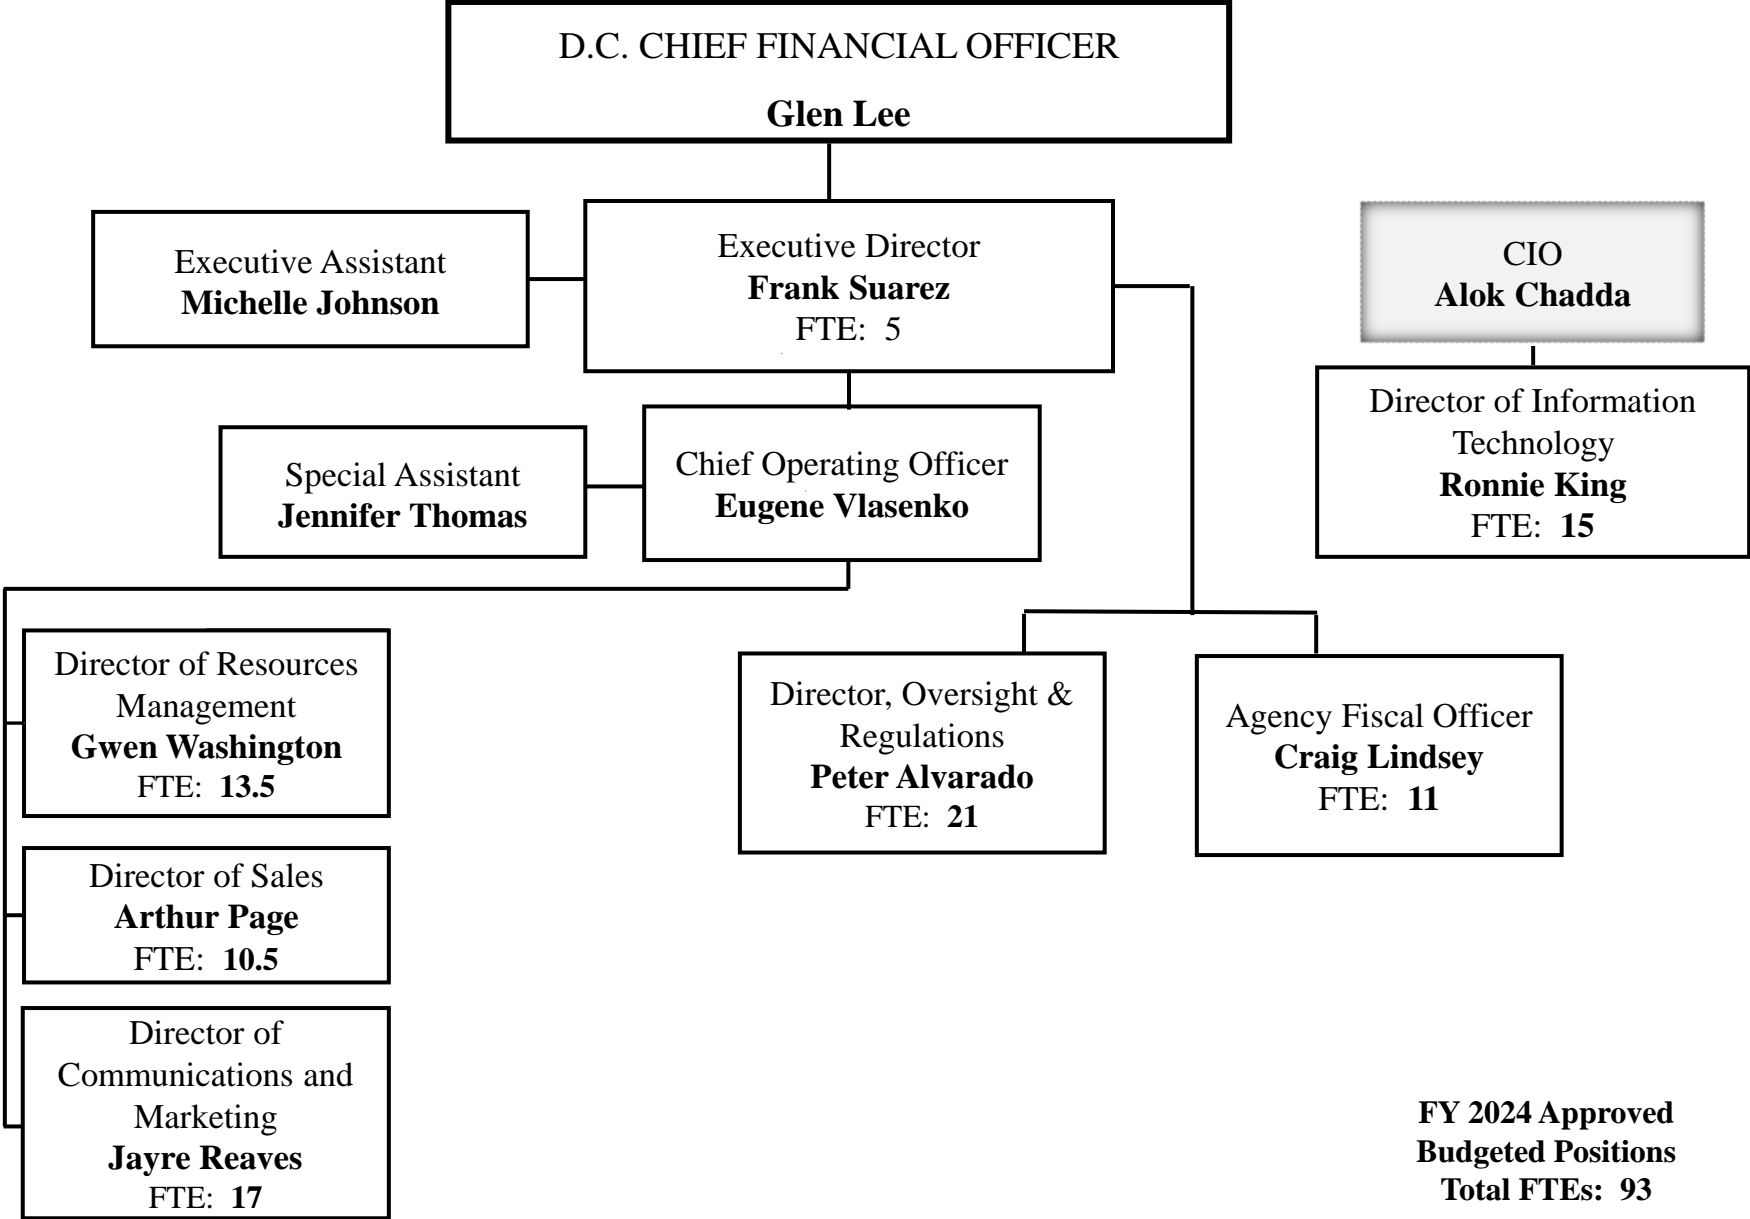 D.C. CHIEF FINANCIAL OFFICER
Glen Lee
Executive Assistant
Michelle Johnson
Executive Director
Frank Suarez
FTE: 5
CIO
Alok Chadda
Director of Information
Technology
Ronnie King
FTE: 15
Special Assistant
Jennifer Thomas
Chief Operating Officer
Eugene Vlasenko
Director of Resources
Management
Gwen Washington
FTE: 13.5
Director, Oversight &
Regulations
Peter Alvarado
FTE: 21
Agency Fiscal Officer
Craig Lindsey
FTE: 11
Director of Sales
Arthur Page
FTE: 10.5
Director of
Communications and
Marketing
Jayre Reaves
FTE: 17
FY 2024 Approved
Budgeted Positions
Total FTEs: 93